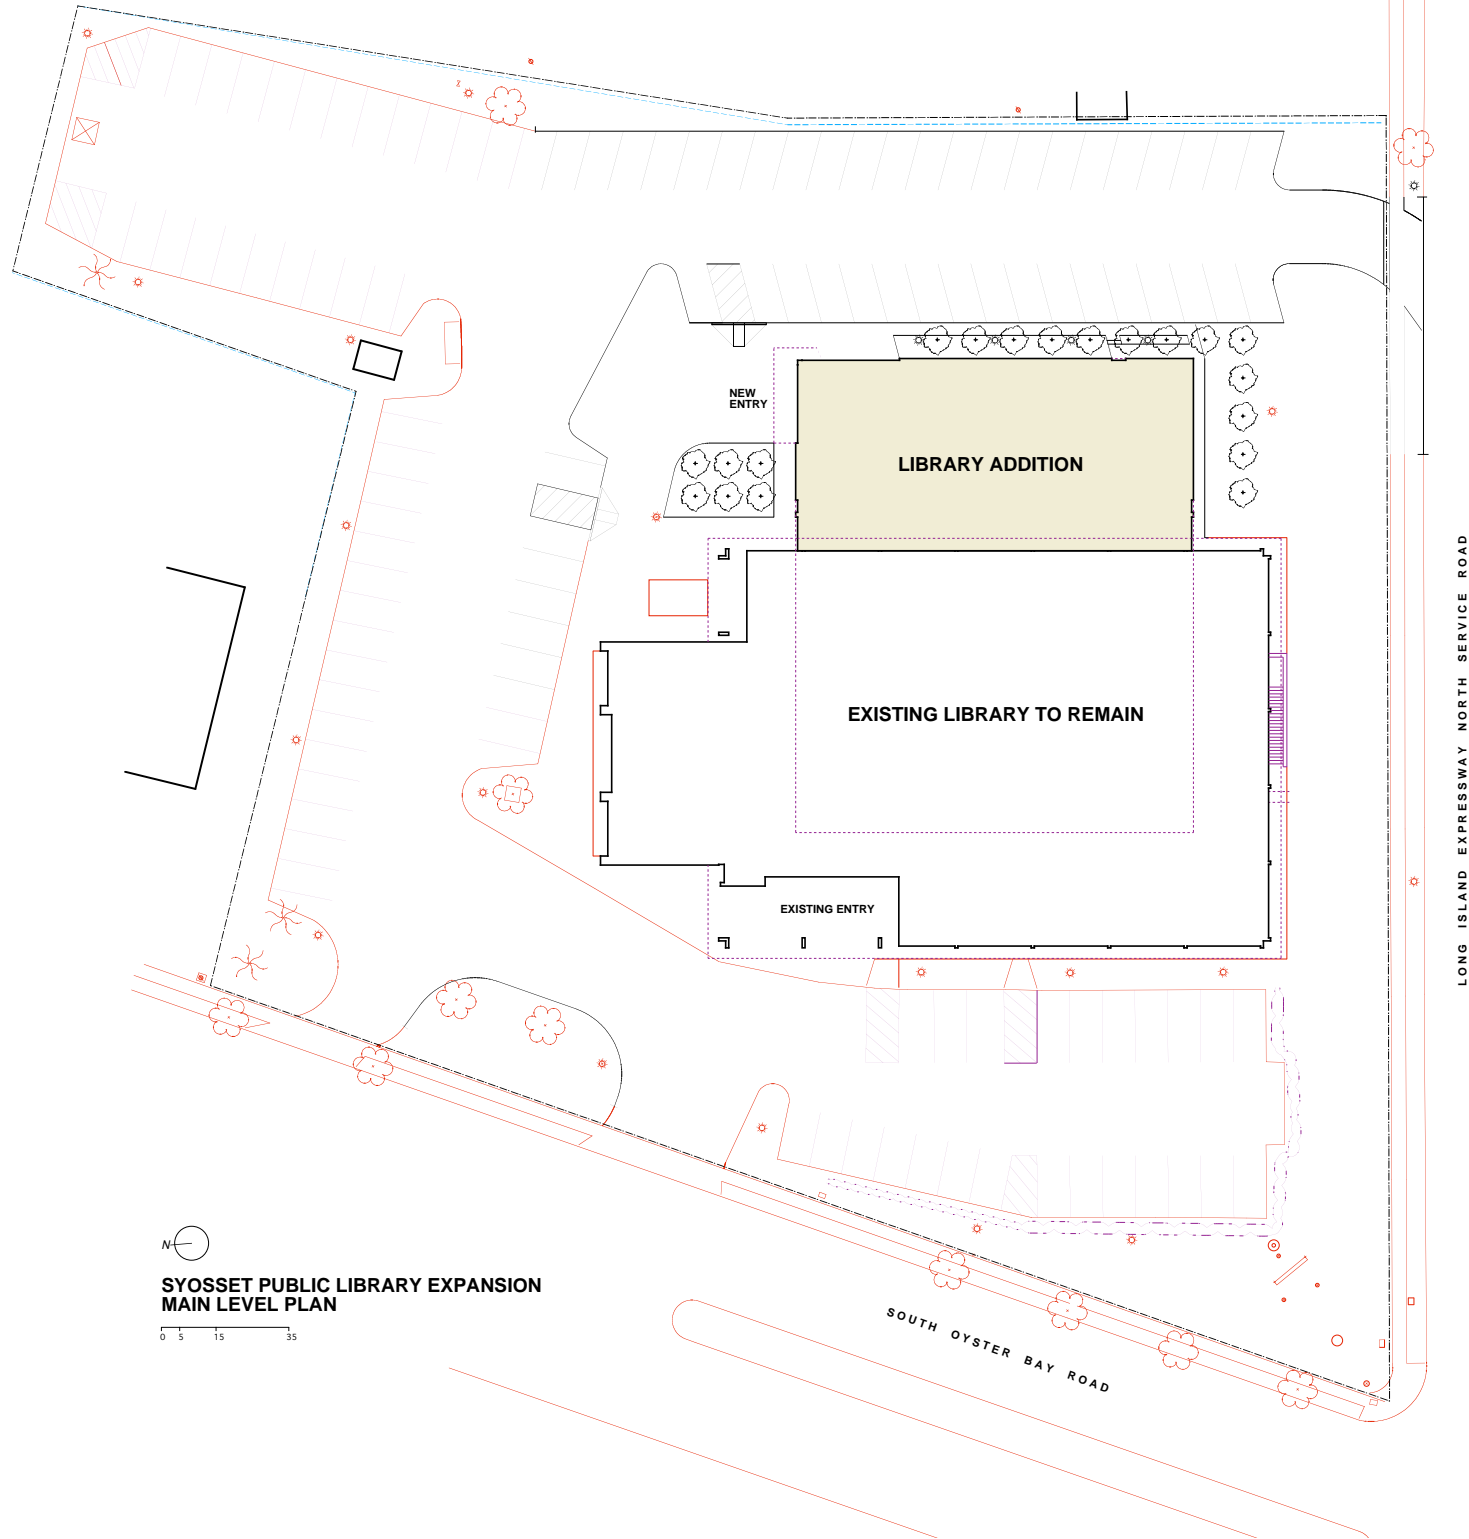 NEW
ENTRY
LIBRARY ADDITION
EXISTING LIBRARY TO REMAIN
EXISTING ENTRY
LONG ISLAND EXPRESSWAY NORTH SERVICE ROAD
N
SYOSSET PUBLIC LIBRARY EXPANSION
MAIN LEVEL PLAN
0 5 15 35
SOUTH OYSTER BAY ROAD